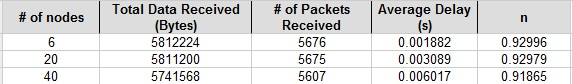 # of nodes Total Data Received (Bytes) # of Packets Received Average Delay (s) n
6 5812224 5676 0.001882 0.92996
20 5811200 5675 0.003089 0.92979
40 5741568 5607 0.006017 0.91865